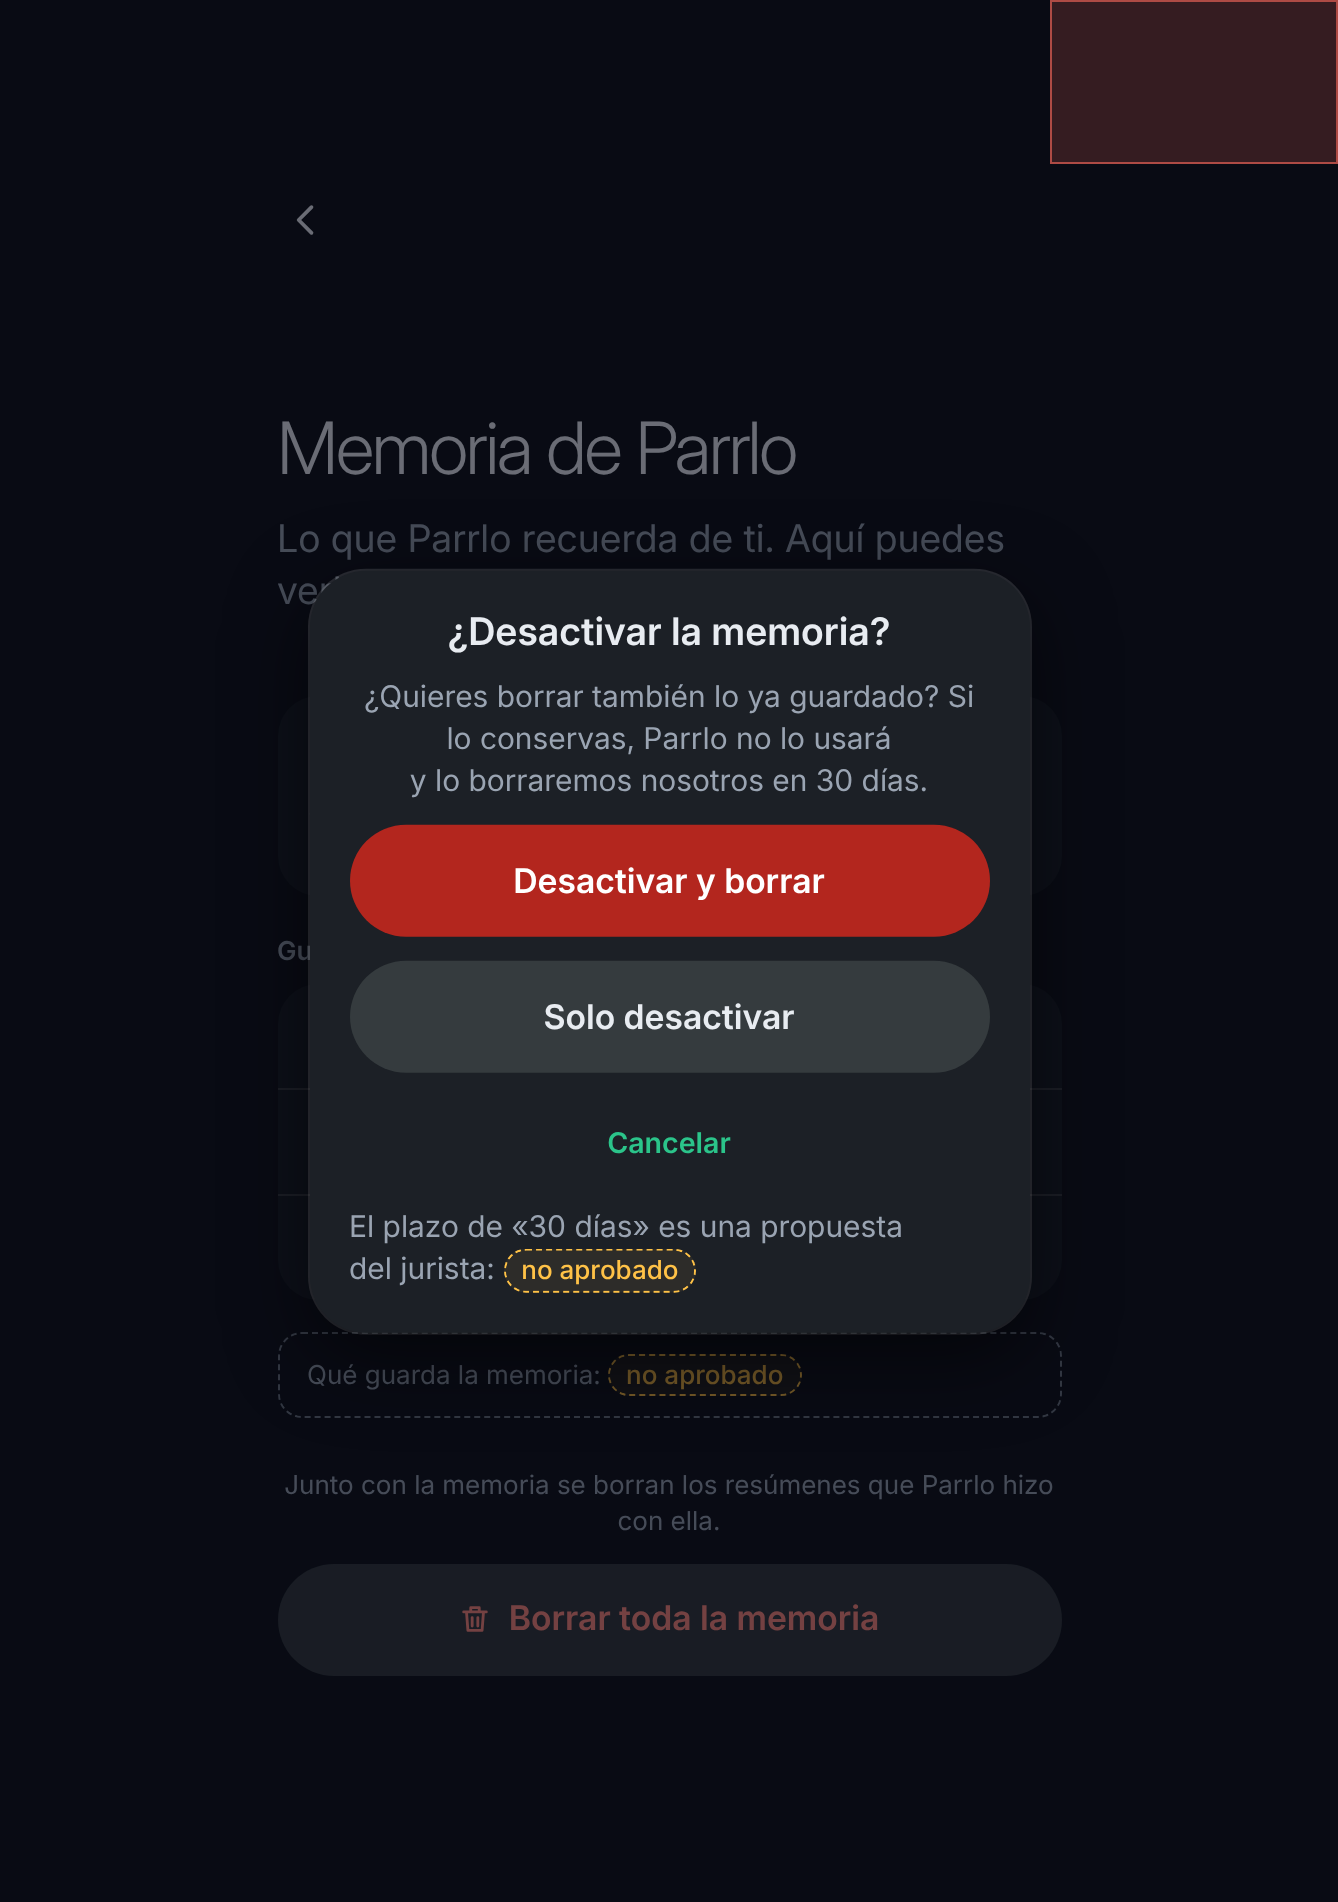 Memoria de Parrlo
Lo que Parrlo recuerda de ti. Aquí puedes
¿Desactivar la memoria?
¿Quieres borrar también lo ya guardado? Si
lo conservas, Parrlo no lo usará
y lo borraremos nosotros en 30 días.
Desactivar y borrar
Solo desactivar
Cancelar
El plazo de «30 días» es una propuesta
del jurista: no aprobado
Qué guarda la memoria: no aprobado
Junto con la memoria se borran los resúmenes que Parrlo hizo
con ella.
Borrar toda la memoria